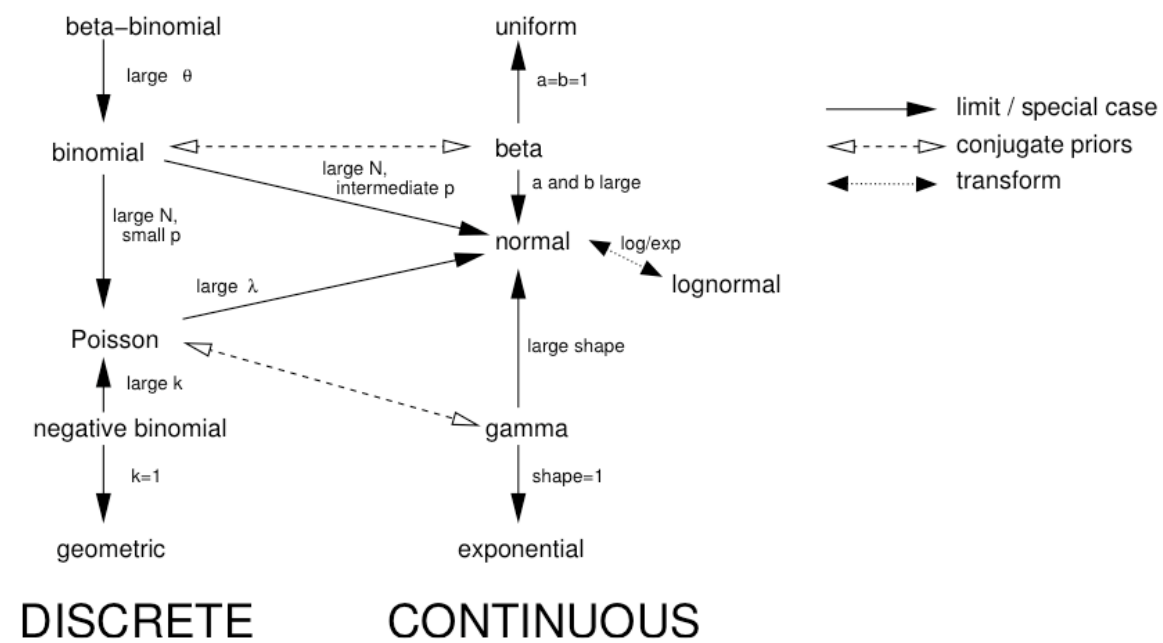 beta−binomial
uniform
large θ
a=b=1
limit / special case
binomial
beta
conjugate priors
large N,
intermediate p
a and b large
transform
large N,
small p
normal
log/exp
lognormal
large λ
Poisson
large shape
large k
negative binomial
gamma
k=1
shape=1
geometric
exponential
DISCRETE
CONTINUOUS